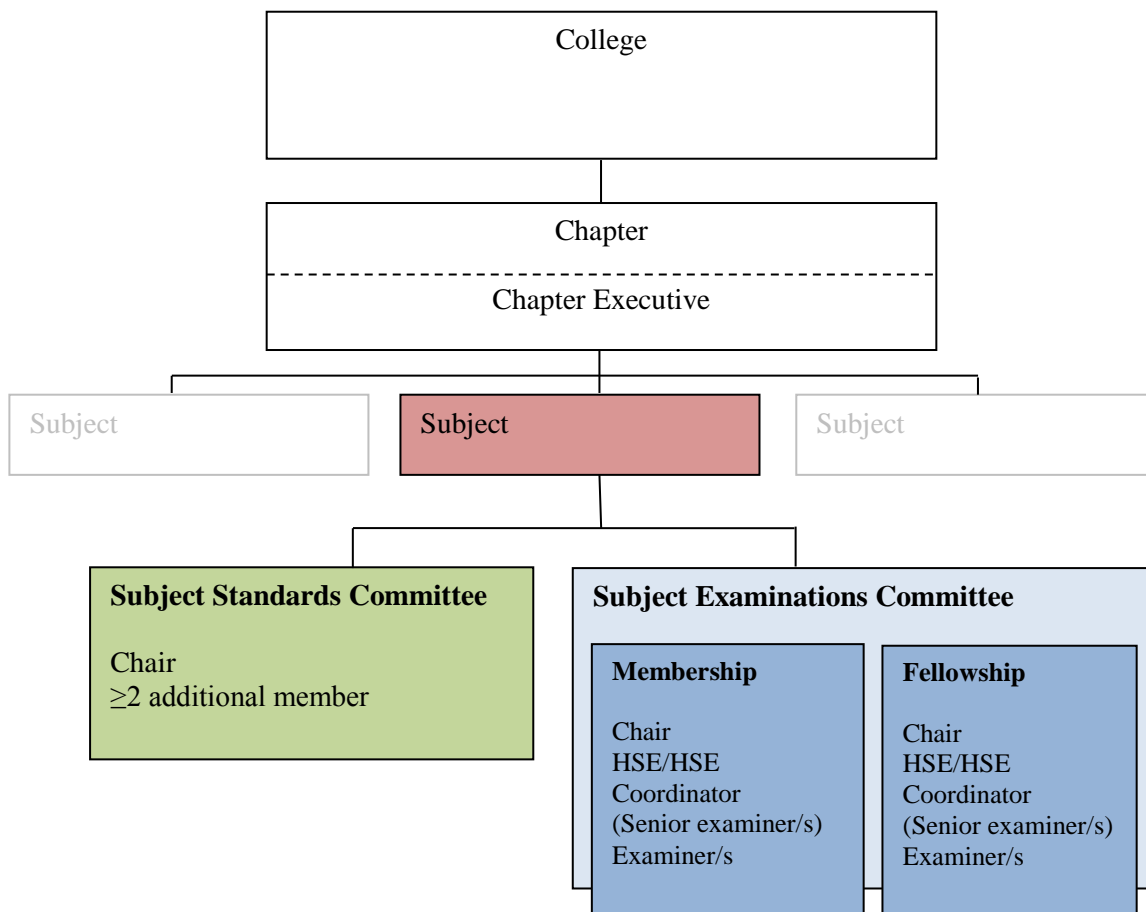 College
Chapter
Chapter Executive
Subject
Subject
Subject
Subject Standards Committee
Chair
≥2 additional member
Subject Examinations Committee
Membership
Chair
HSE/HSE
Coordinator
(Senior examiner/s)
Examiner/s
Fellowship
Chair
HSE/HSE
Coordinator
(Senior examiner/s)
Examiner/s